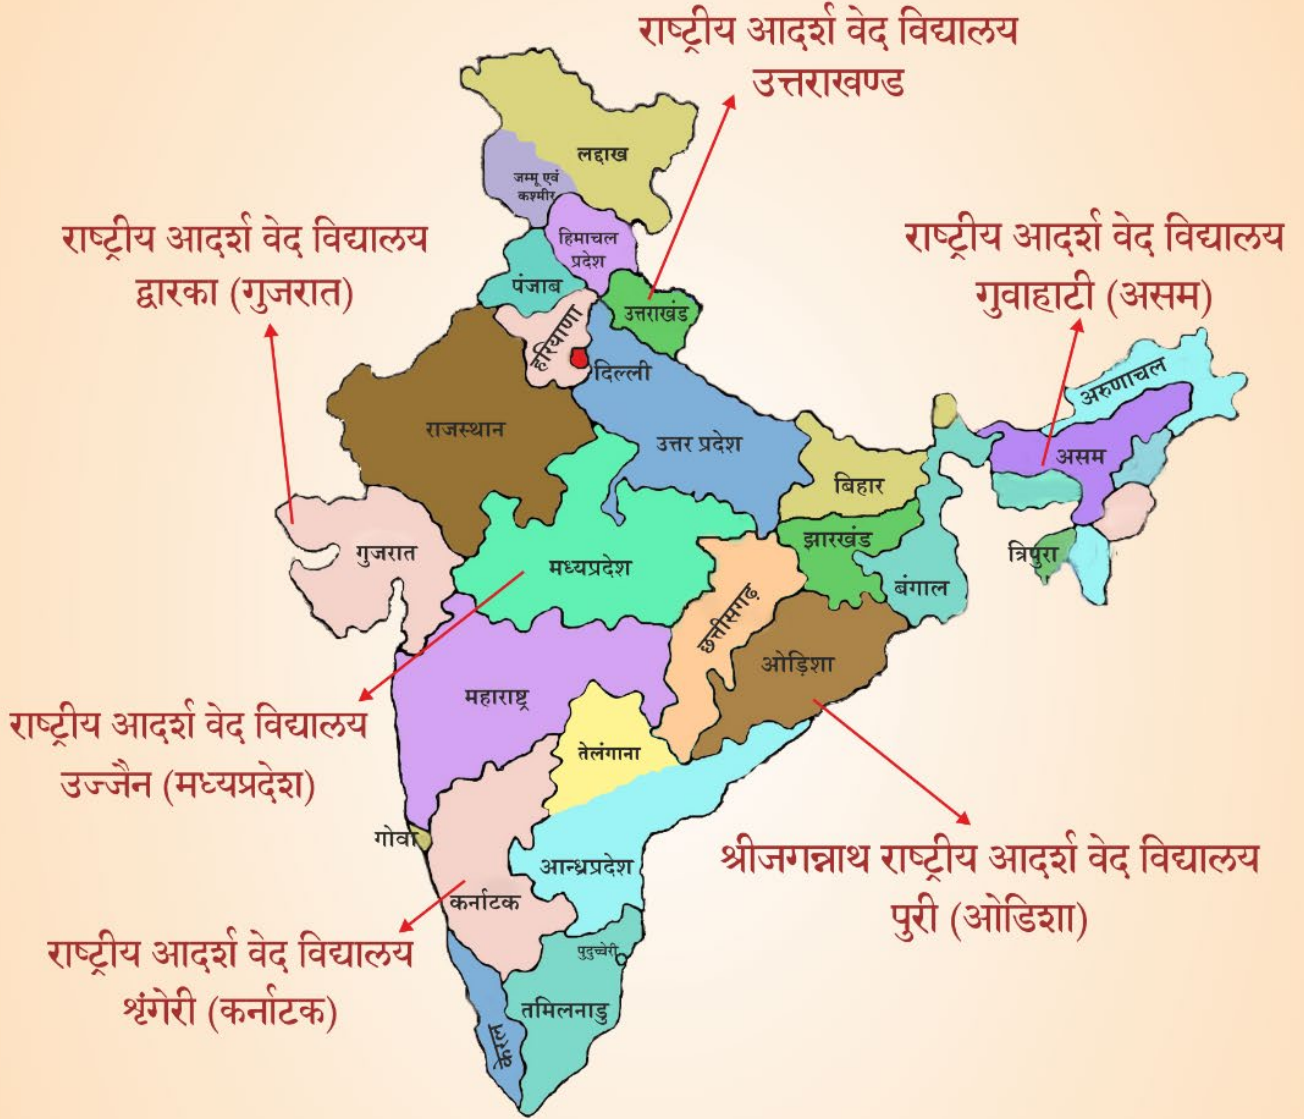 राष्ट्रीय आदर्श वेद विद्यालय
उत्तराखण्ड
लद्दाख
जम्मू एवं
कश्मीर
राष्ट्रीय आदर्श वेद विद्यालय
द्वारका (गुजरात)
हिमाचल
प्रदेश
राष्ट्रीय आदर्श वेद विद्यालय
गुवाहाटी (असम)
पंजाब
उत्तराखंड
हरियाणा
दिल्ली
अरुणाचल
राजस्थान
उत्तर प्रदेश
असम
बिहार
गुजरात
झारखंड
त्रिपुरा
मध्यप्रदेश
बंगाल
छत्तीसगढ़
ओड़िशा
महाराष्ट्र
राष्ट्रीय आदर्श वेद विद्यालय
उज्जैन (मध्यप्रदेश)
तेलंगाना
गोवा
आन्ध्रप्रदेश
श्रीजगन्नाथ राष्ट्रीय आदर्श वेद विद्यालय
पुरी (ओडिशा)
कर्नाटक
राष्ट्रीय आदर्श वेद विद्यालय
शृंगेरी (कर्नाटक)
पुदुच्चेरी
तमिलनाडु
केरल